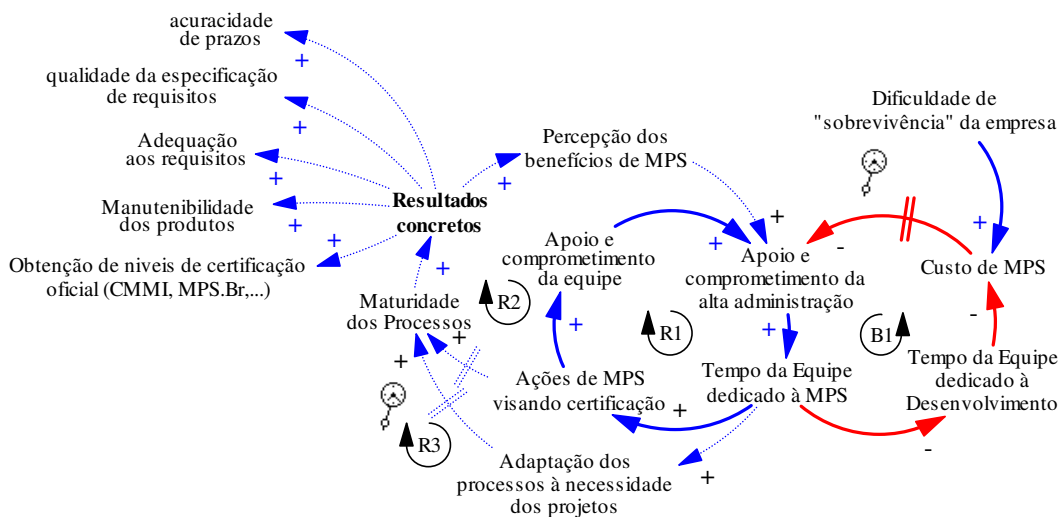 acuracidade
de prazos
+
qualidade da especificação
de requisitos
+
Adequação
aos requisitos
+
Manutenibilidade
dos produtos
+
+
Obtenção de niveis de certificação
oficial (CMMI, MPS.Br,...)
Resultados
concretos
+
Percepção dos
benefícios de MPS
+
+
Dificuldade de
"sobrevivência" da empresa
+
-
Apoio e
comprometimento
da equipe
+
Apoio e
comprometimento da
alta administração
+
Custo de MPS
-
Maturidade
dos Processos
+
+
R2
R1
B1
+
Ações de MPS
visando certificação
+
Tempo da Equipe
dedicado à MPS
Tempo da Equipe
dedicado à
Desenvolvimento
-
R3
Adaptação dos
processos à necessidade
dos projetos
+